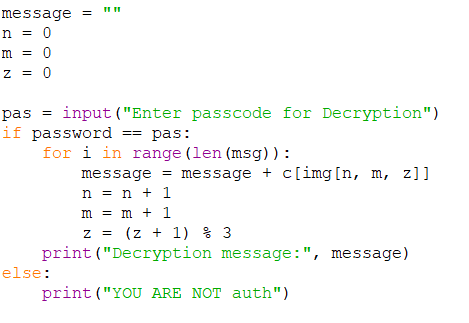 message = ""
n = 0
m = 0
z = 0

pas = input("Enter passcode for Decryption")
if password == pas:
    for i in range(len(msg)):
        message = message + c[img[n, m, z]]
        n = n + 1
        m = m + 1
        z = (z + 1) % 3
    print("Decryption message:", message)
else:
    print("YOU ARE NOT auth")